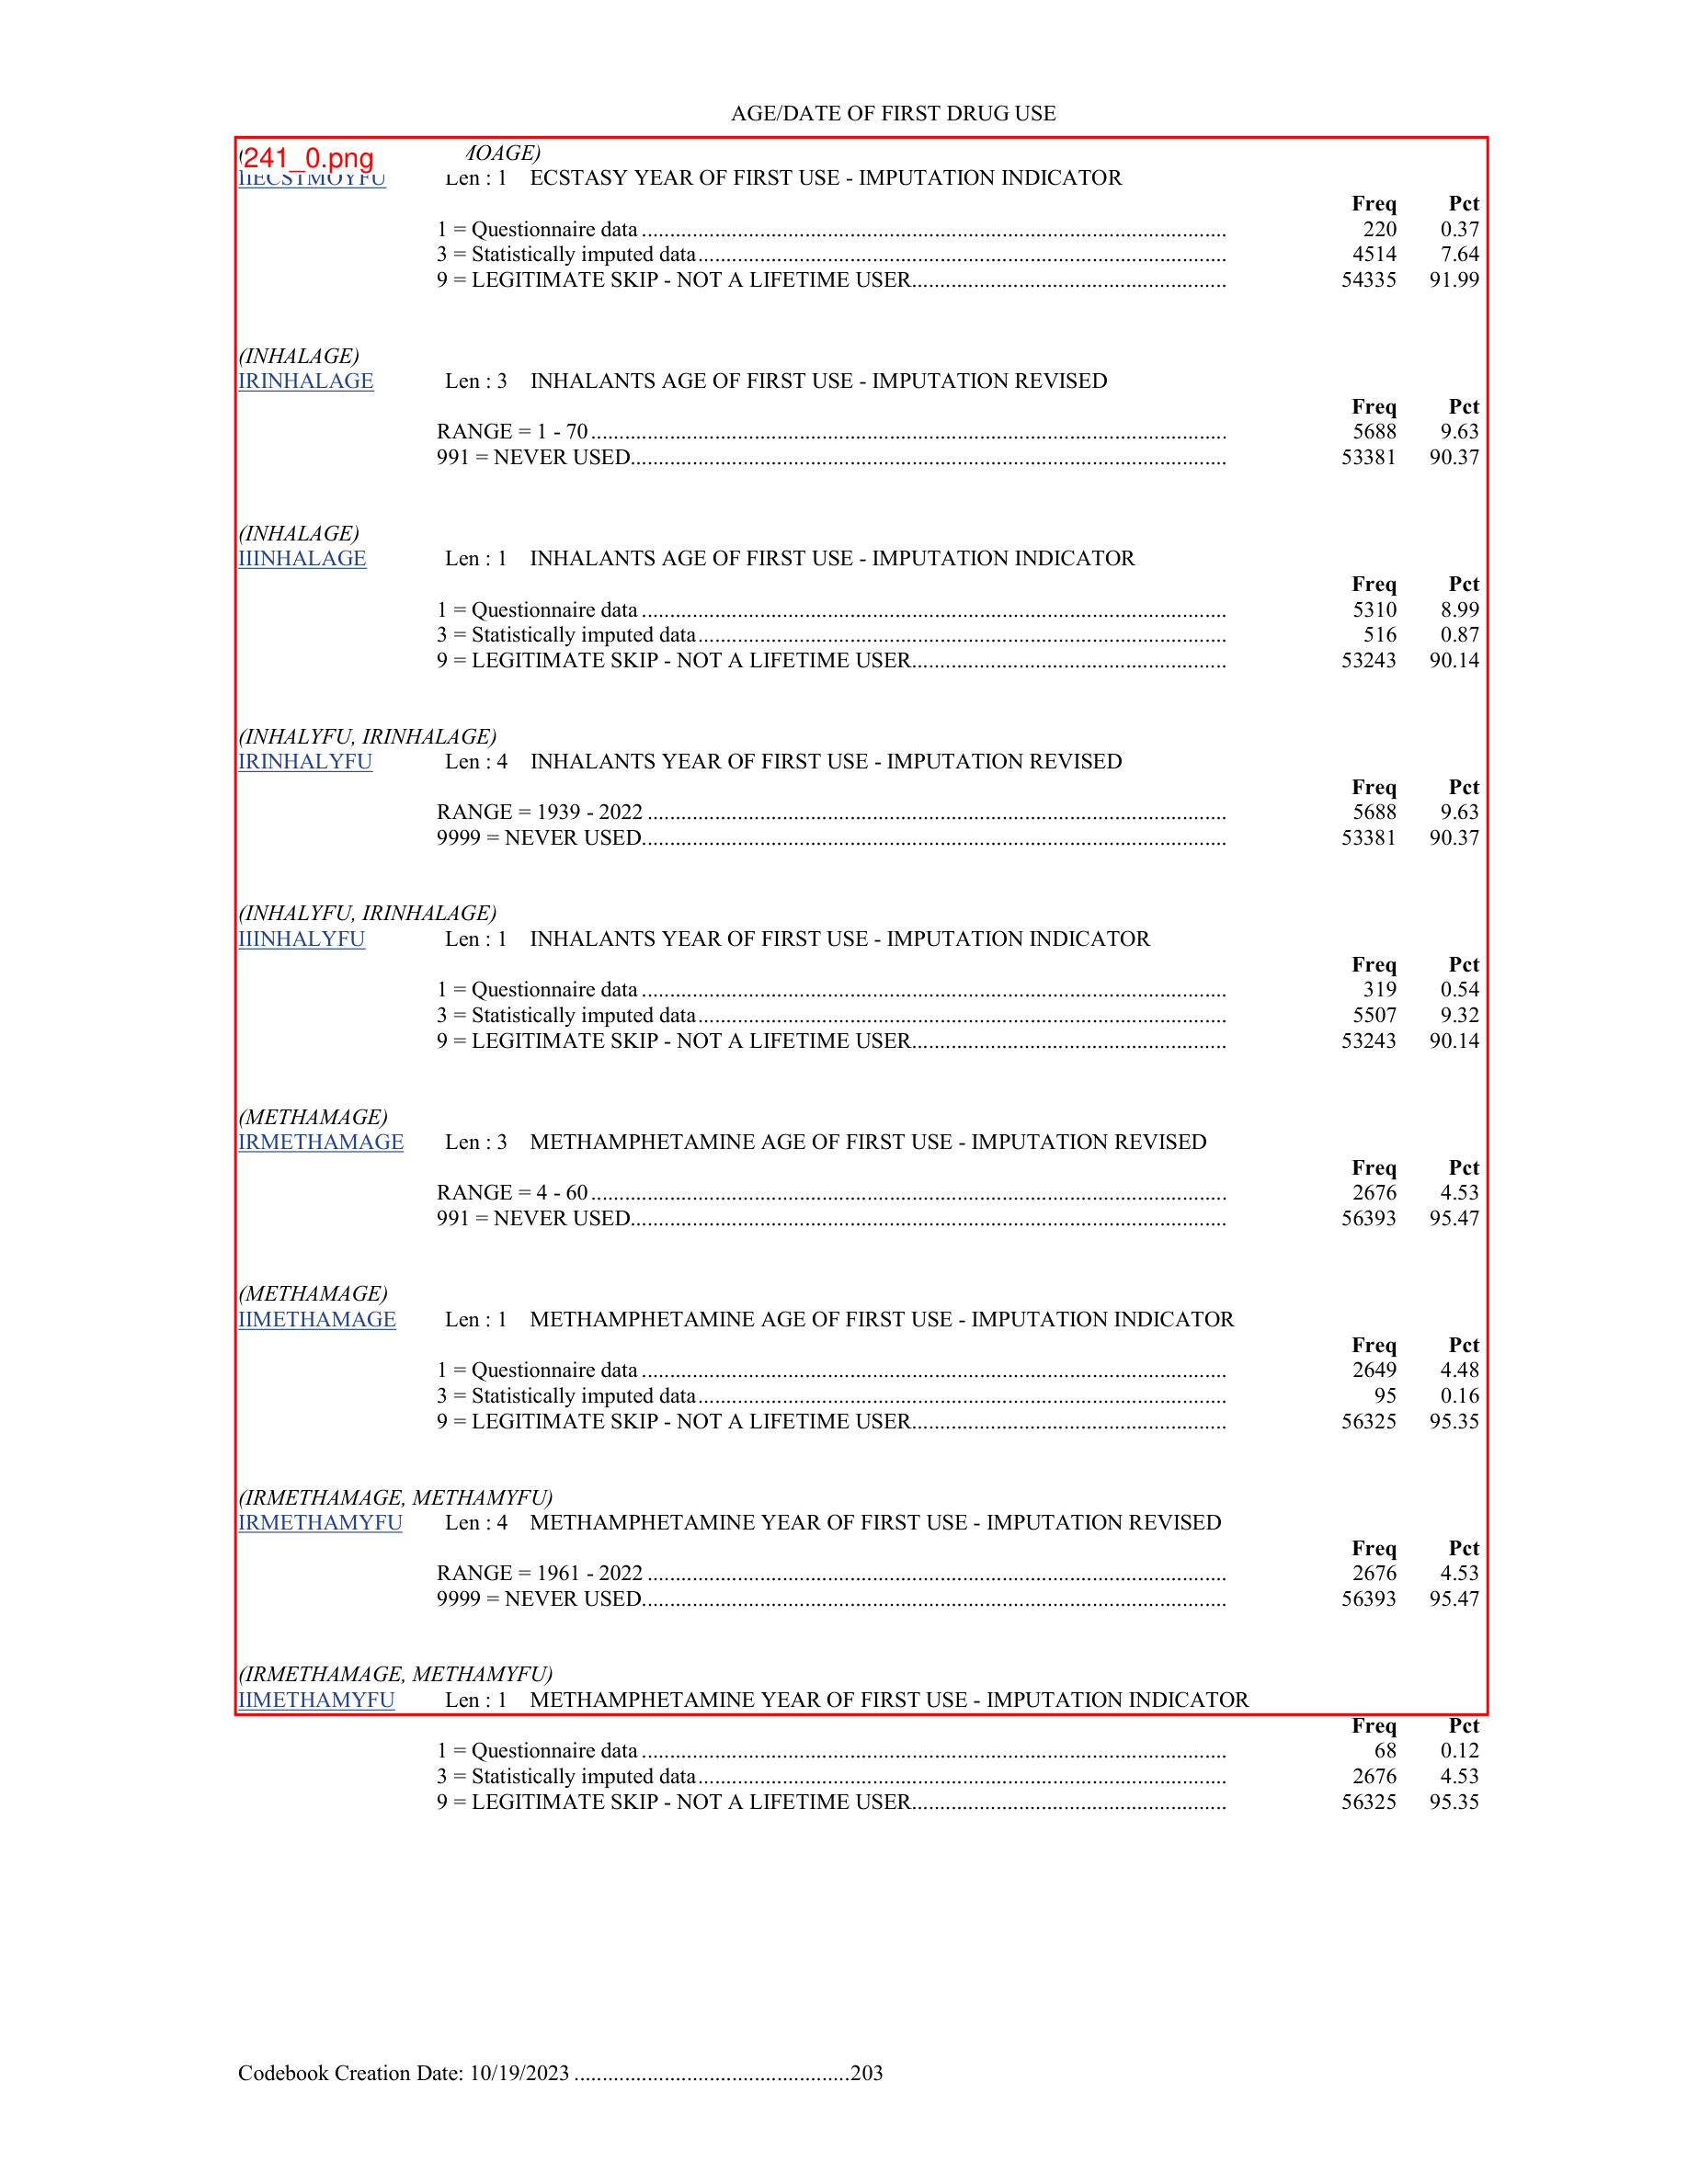 AGE/DATE OF FIRST DRUG USE
241_0.png
MOAGE)
IIECSTMOYFU Len : 1 ECSTASY YEAR OF FIRST USE - IMPUTATION INDICATOR
Freq Pct
1 = Questionnaire data 220 0.37
3 = Statistically imputed data 4514 7.64
9 = LEGITIMATE SKIP - NOT A LIFETIME USER 54335 91.99
(INHALAGE)
IRINHALAGE Len : 3 INHALANTS AGE OF FIRST USE - IMPUTATION REVISED
Freq Pct
RANGE = 1 - 70 5688 9.63
991 = NEVER USED 53381 90.37
(INHALAGE)
IIINHALAGE Len : 1 INHALANTS AGE OF FIRST USE - IMPUTATION INDICATOR
Freq Pct
1 = Questionnaire data 5310 8.99
3 = Statistically imputed data 516 0.87
9 = LEGITIMATE SKIP - NOT A LIFETIME USER 53243 90.14
(INHALYFU, IRINHALAGE)
IRINHALYFU Len : 4 INHALANTS YEAR OF FIRST USE - IMPUTATION REVISED
Freq Pct
RANGE = 1939 - 2022 5688 9.63
9999 = NEVER USED 53381 90.37
(INHALYFU, IRINHALAGE)
IIINHALYFU Len : 1 INHALANTS YEAR OF FIRST USE - IMPUTATION INDICATOR
Freq Pct
1 = Questionnaire data 319 0.54
3 = Statistically imputed data 5507 9.32
9 = LEGITIMATE SKIP - NOT A LIFETIME USER 53243 90.14
(METHAMAGE)
IRMETHAMAGE Len : 3 METHAMPHETAMINE AGE OF FIRST USE - IMPUTATION REVISED
Freq Pct
RANGE = 4 - 60 2676 4.53
991 = NEVER USED 56393 95.47
(METHAMAGE)
IIMETHAMAGE Len : 1 METHAMPHETAMINE AGE OF FIRST USE - IMPUTATION INDICATOR
Freq Pct
1 = Questionnaire data 2649 4.48
3 = Statistically imputed data 95 0.16
9 = LEGITIMATE SKIP - NOT A LIFETIME USER 56325 95.35
(IRMETHAMAGE, METHAMYFU)
IRMETHAMYFU Len : 4 METHAMPHETAMINE YEAR OF FIRST USE - IMPUTATION REVISED
Freq Pct
RANGE = 1961 - 2022 2676 4.53
9999 = NEVER USED 56393 95.47
(IRMETHAMAGE, METHAMYFU)
IIMETHAMYFU Len : 1 METHAMPHETAMINE YEAR OF FIRST USE - IMPUTATION INDICATOR
Freq Pct
1 = Questionnaire data 68 0.12
3 = Statistically imputed data 2676 4.53
9 = LEGITIMATE SKIP - NOT A LIFETIME USER 56325 95.35
Codebook Creation Date: 10/19/2023 203